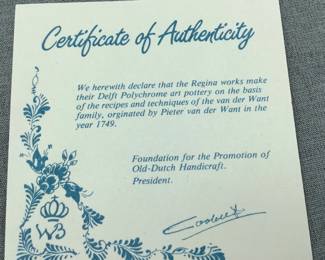 Certificate of Authenticity
We herewith declare that the Regina works make
their Delft Polychrome art pottery on the basis
of the recipes and techniques of the van der Want
family, orginated by Pieter van der Want in the
year 1749.
Foundation for the Promotion of
Old-Dutch Handicraft.
President.
WB